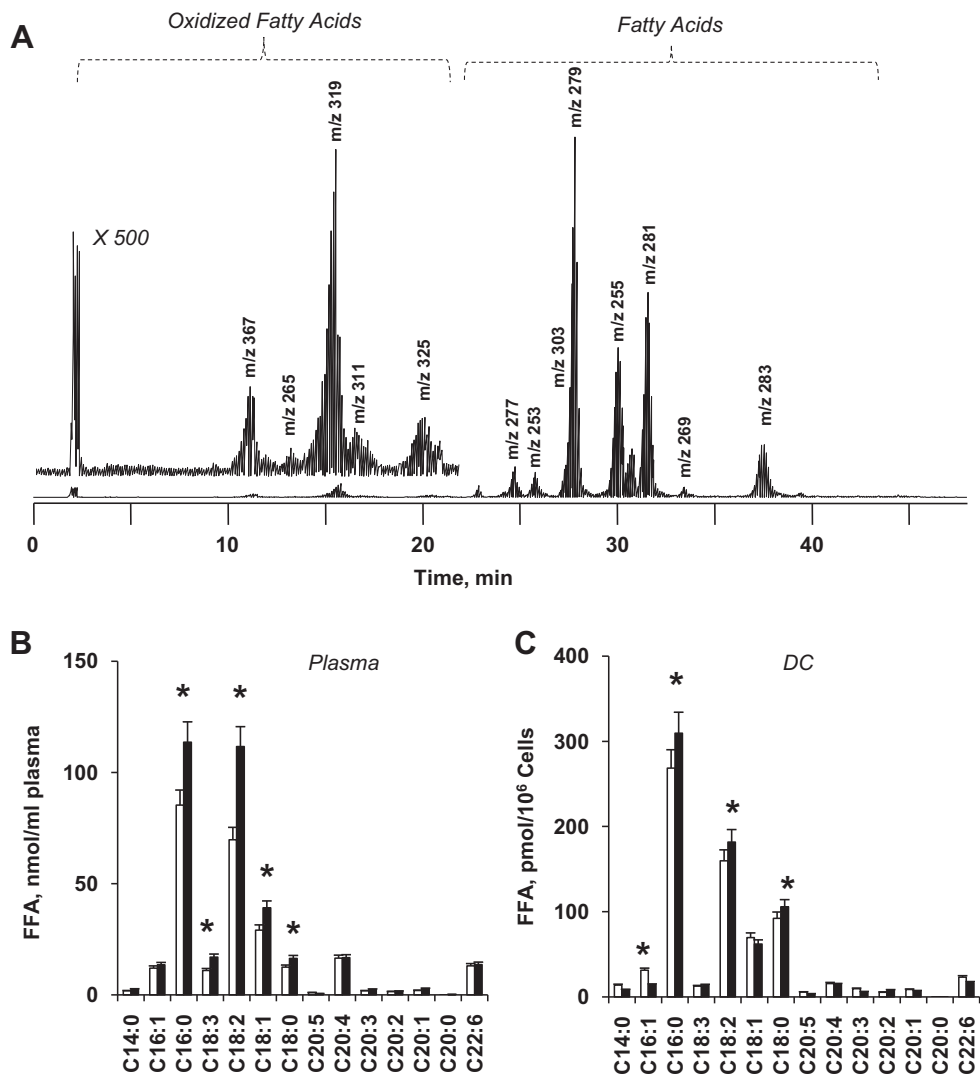 A
Oxidized Fatty Acids
Fatty Acids
X 500
m/z 367
m/z 265
m/z 319
m/z 311
m/z 325
m/z 277
m/z 253
m/z 303
m/z 279
m/z 255
m/z 281
m/z 269
m/z 283
0 10 20 30 40
Time, min
B
Plasma
FFA, nmol/ml plasma
150
100
50
0
* * * * *
C14:0 C16:1 C16:0 C18:3 C18:2 C18:1 C18:0 C20:5 C20:4 C20:3 C20:2 C20:1 C20:0 C22:6
C
DC
FFA, pmol/10⁶ Cells
400
300
200
100
0
* * * *
C14:0 C16:1 C16:0 C18:3 C18:2 C18:1 C18:0 C20:5 C20:4 C20:3 C20:2 C20:1 C20:0 C22:6